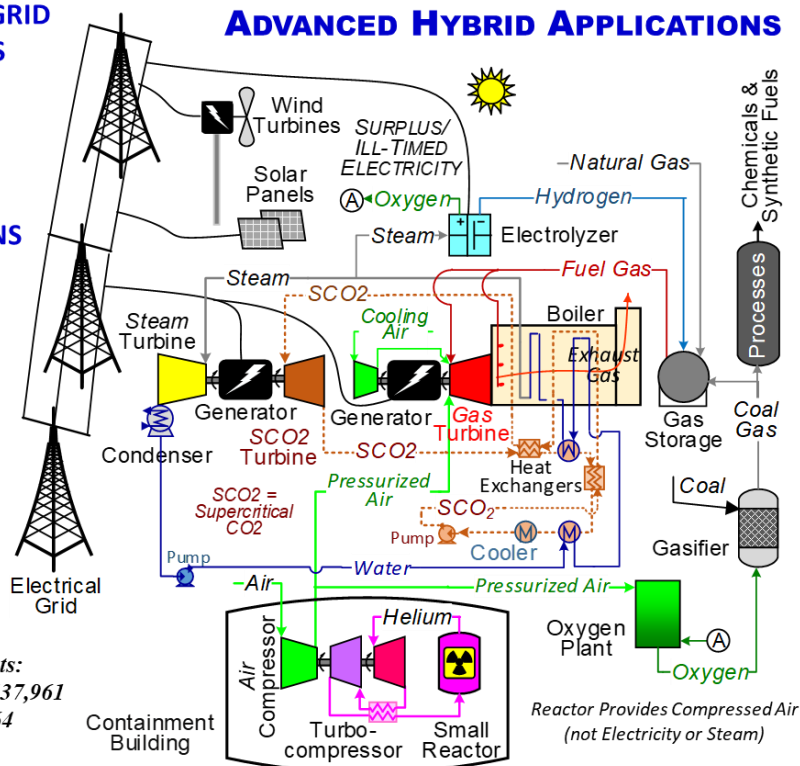 GRID
ADVANCED HYBRID APPLICATIONS
S
Wind
Turbines
SURPLUS/
ILL-TIMED
ELECTRICITY
Chemicals &
Synthetic Fuels
Natural Gas
Solar
Panels
A
Oxygen
Hydrogen
NS
Steam
Electrolyzer
Steam
SCO2
Fuel Gas
Cooling
Air
Boiler
Processes
Steam
Turbine
Exhaust
Gas
Generator
Generator
Gas
Turbine
Gas
Storage
Coal
Gas
Condenser
SCO2
Turbine
SCO2
Heat
Exchangers
Pressurized
Air
SCO2 =
Supercritical
CO2
SCO2
Coal
Pump
Cooler
Gasifier
Pump
Water
Electrical
Grid
Air
Pressurized Air
Helium
Oxygen
Plant
A
Air
Compressor
Oxygen
ts:
37,961
64
Containment
Building
Turbo-
compressor
Small
Reactor
Reactor Provides Compressed Air
(not Electricity or Steam)